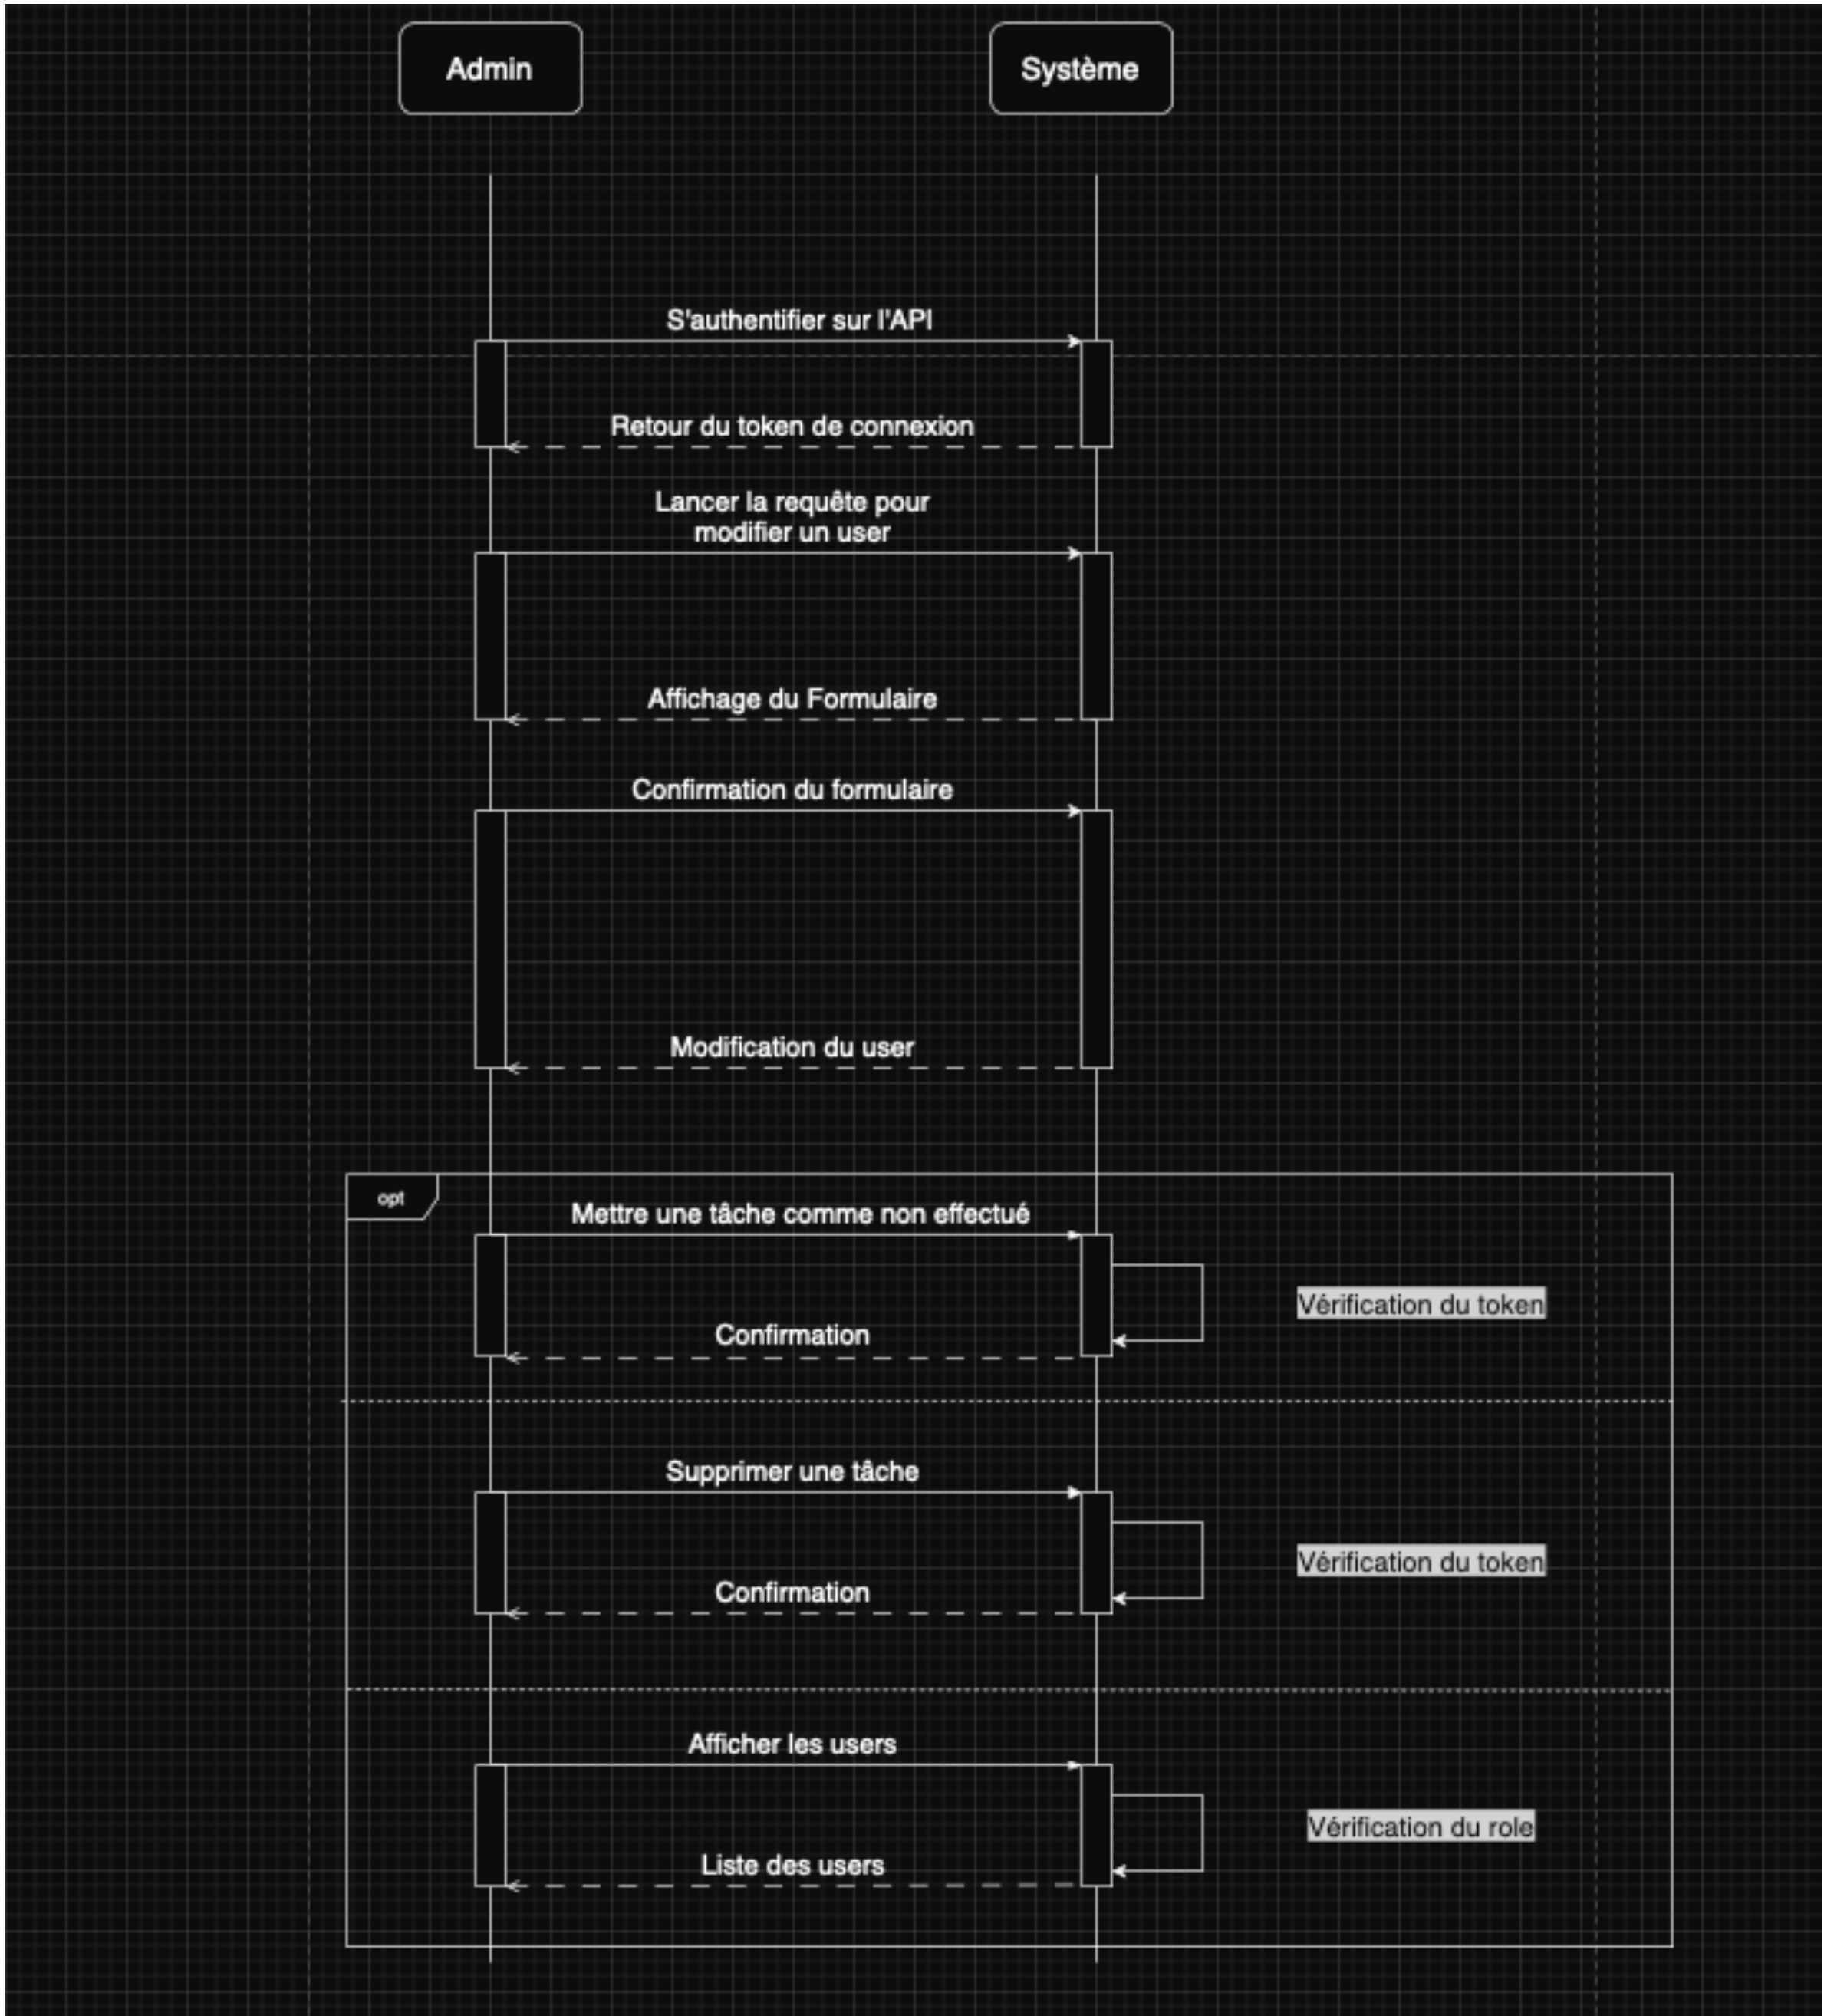 Admin
Système
S'authentifier sur l'API
Retour du token de connexion
Lancer la requête pour
modifier un user
Affichage du Formulaire
Confirmation du formulaire
Modification du user
opt
Mettre une tâche comme non effectué
Vérification du token
Confirmation
Supprimer une tâche
Vérification du token
Confirmation
Afficher les users
Vérification du role
Liste des users